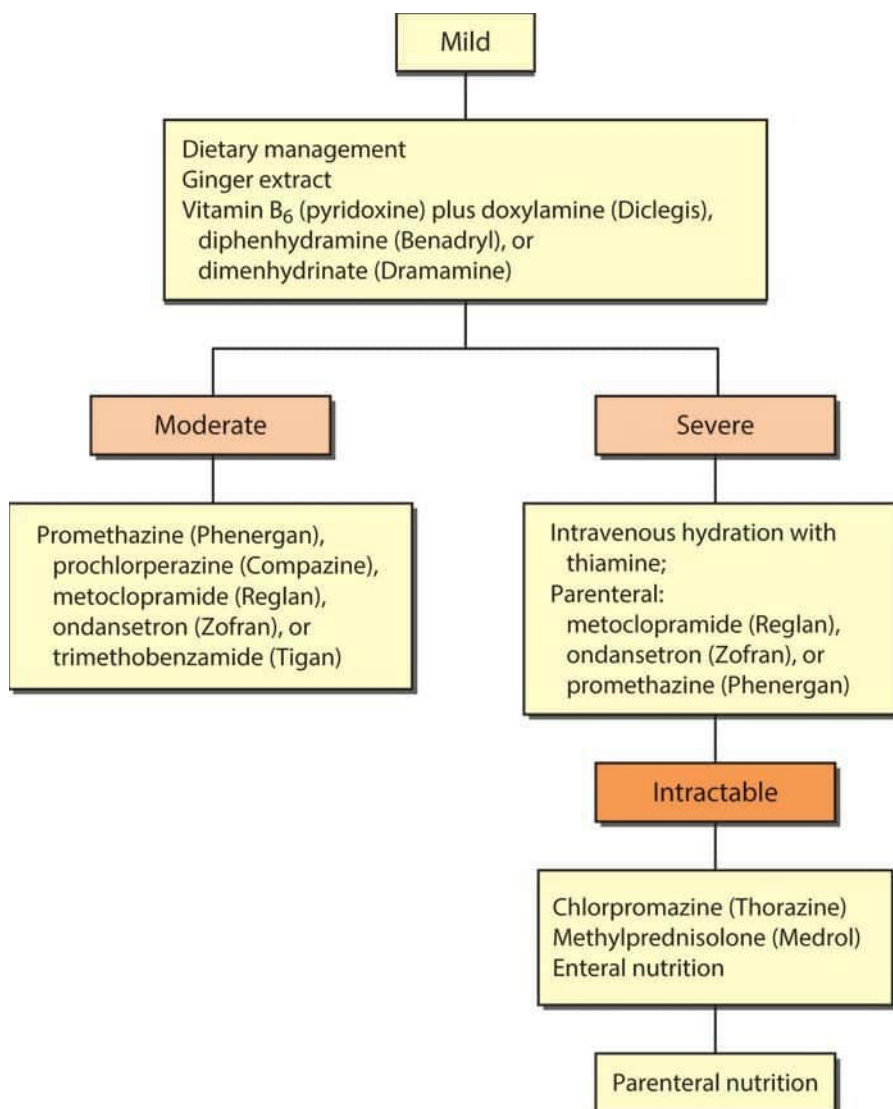 Mild
Dietary management
Ginger extract
Vitamin B6 (pyridoxine) plus doxylamine (Diclegis),
diphenhydramine (Benadryl), or
dimenhydrinate (Dramamine)
Moderate
Promethazine (Phenergan),
prochlorperazine (Compazine),
metoclopramide (Reglan),
ondansetron (Zofran), or
trimethobenzamide (Tigan)
Severe
Intravenous hydration with
thiamine;
Parenteral:
metoclopramide (Reglan),
ondansetron (Zofran), or
promethazine (Phenergan)
Intractable
Chlorpromazine (Thorazine)
Methylprednisolone (Medrol)
Enteral nutrition
Parenteral nutrition